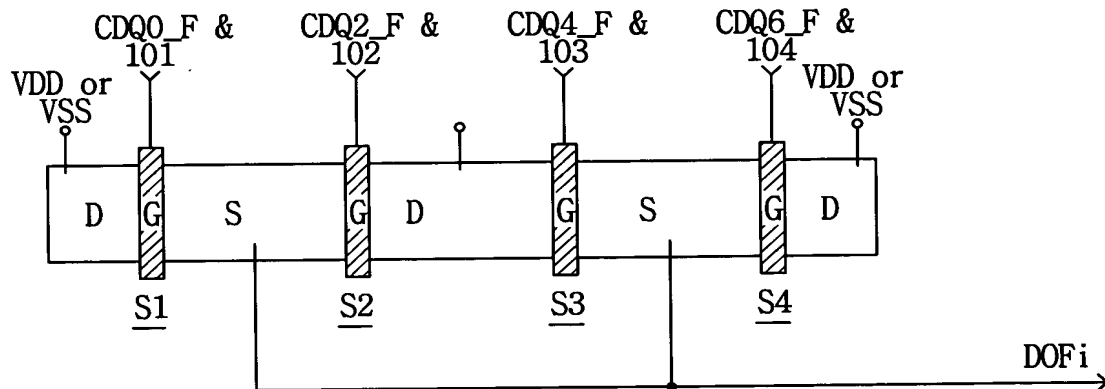 CDQ0_F &
101
CDQ2_F &
102
CDQ4_F &
103
CDQ6_F &
104
VDD or
VSS
VDD or
VSS
D
G
S
G
D
G
S
G
D
S1
S2
S3
S4
DOFi